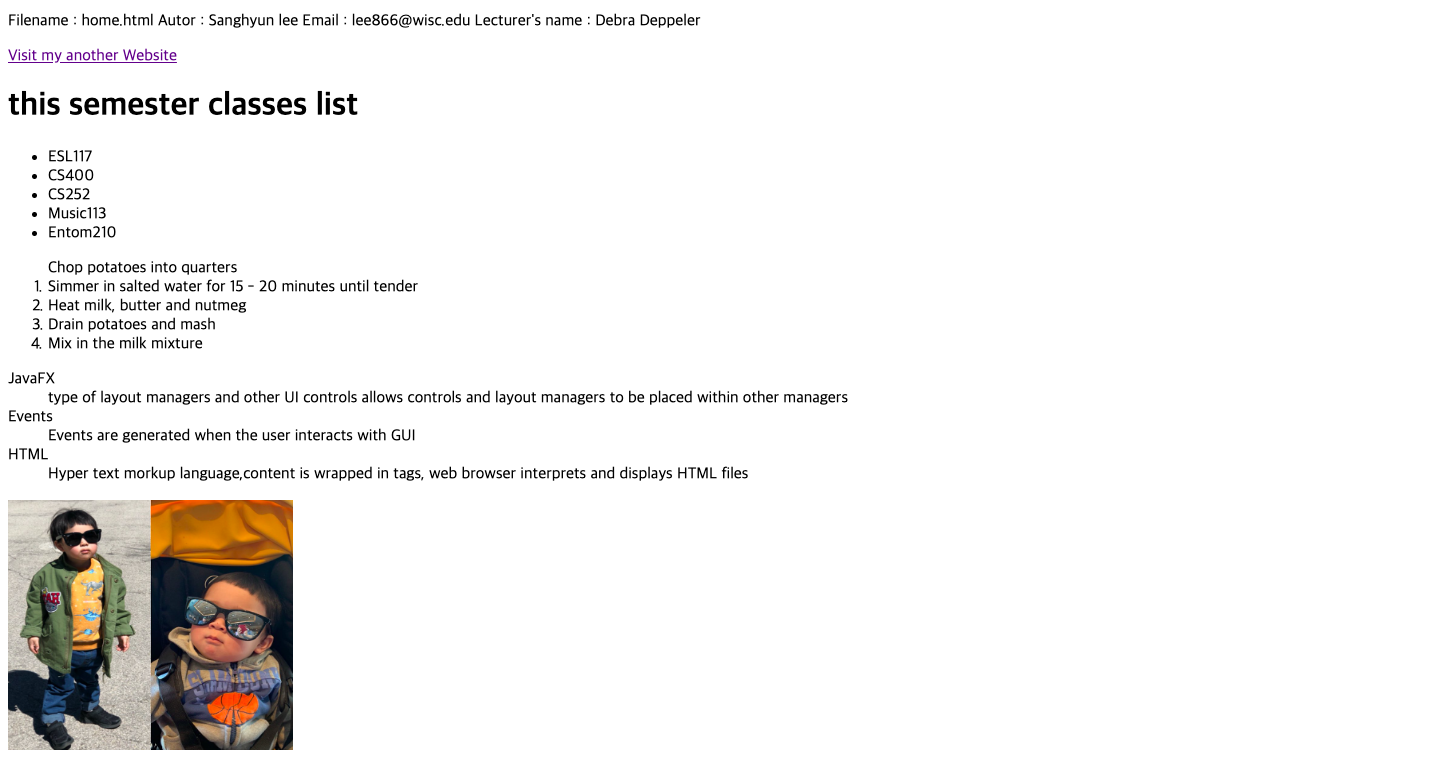 Filename : home.html Autor : Sanghyun lee Email : lee866@wisc.edu Lecturer's name : Debra Deppeler
Visit my another Website
this semester classes list
• ESL117
• CS400
• CS252
• Music113
• Entom210
Chop potatoes into quarters
1. Simmer in salted water for 15 - 20 minutes until tender
2. Heat milk, butter and nutmeg
3. Drain potatoes and mash
4. Mix in the milk mixture
JavaFX
type of layout managers and other UI controls allows controls and layout managers to be placed within other managers
Events
Events are generated when the user interacts with GUI
HTML
Hyper text morkup language,content is wrapped in tags, web browser interprets and displays HTML files